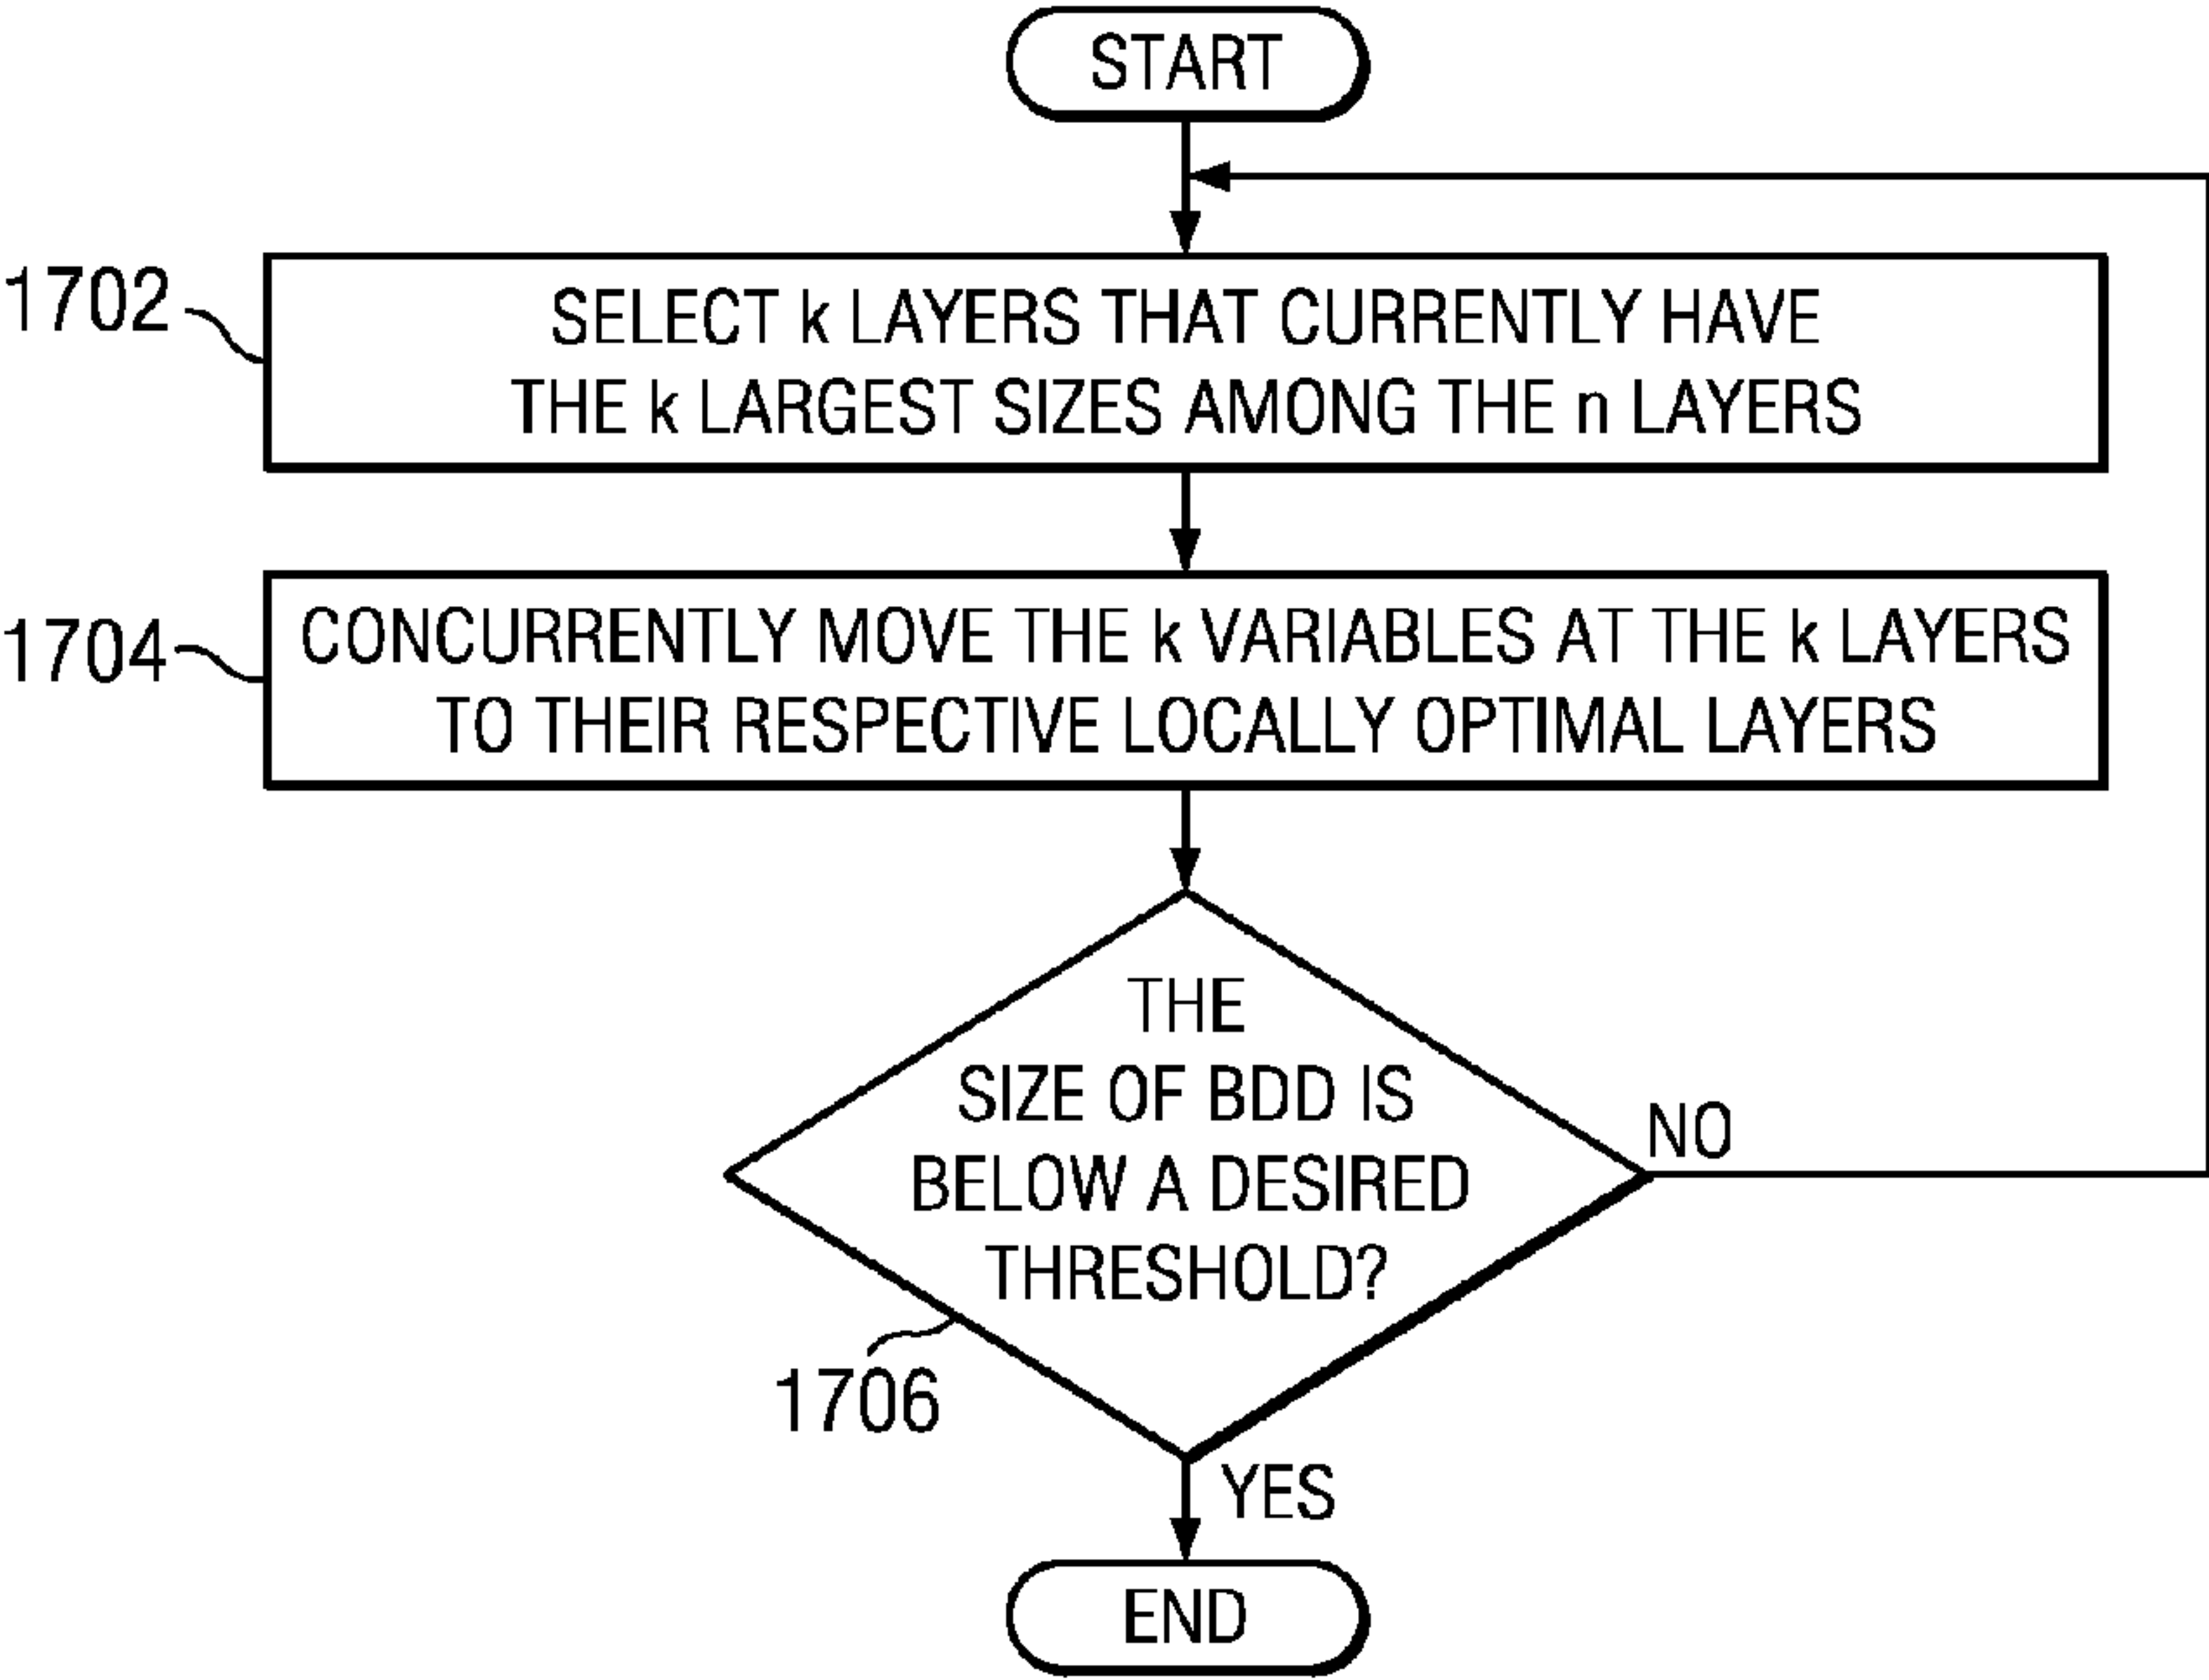 START
1702
SELECT k LAYERS THAT CURRENTLY HAVE
THE k LARGEST SIZES AMONG THE n LAYERS
1704
CONCURRENTLY MOVE THE k VARIABLES AT THE k LAYERS
TO THEIR RESPECTIVE LOCALLY OPTIMAL LAYERS
THE
SIZE OF BDD IS
BELOW A DESIRED
THRESHOLD?
NO
1706
YES
END